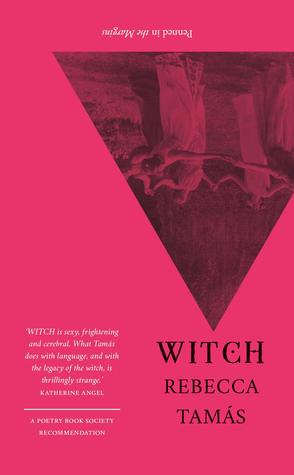 Penned in the Margins
WITCH
REBECCA
TAMÁS
‘WITCH is sexy, frightening
and cerebral. What Tamás
does with language, and with
the legacy of the witch, is
thrillingly strange.’
KATHERINE ANGEL
A POETRY BOOK SOCIETY
RECOMMENDATION